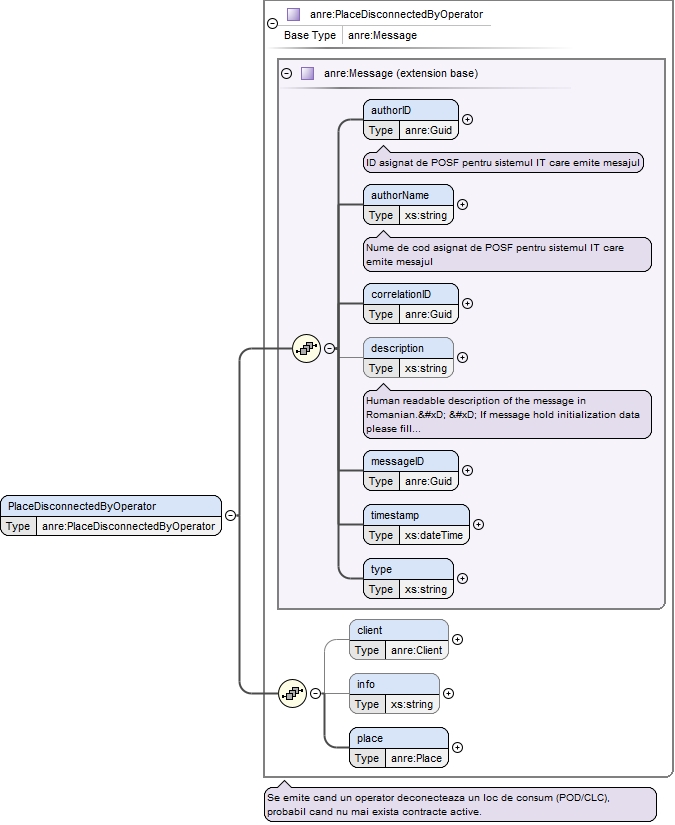 anre:PlaceDisconnectedByOperator
Base Type anre:Message
anre:Message (extension base)
authorID
Type anre:Guid
ID asignat de POSF pentru sistemul IT care emite mesajul
authorName
Type xs:string
Nume de cod asignat de POSF pentru sistemul IT care
emite mesajul
correlationID
Type anre:Guid
description
Type xs:string
Human readable description of the message in
Romanian.&#xD; &#xD; If message hold initialization data
please fill...
messageID
Type anre:Guid
timestamp
Type xs:dateTime
type
Type xs:string
PlaceDisconnectedByOperator
Type anre:PlaceDisconnectedByOperator
client
Type anre:Client
info
Type xs:string
place
Type anre:Place
Se emite cand un operator deconecteaza un loc de consum (POD/CLC),
probabil cand nu mai exista contracte active.